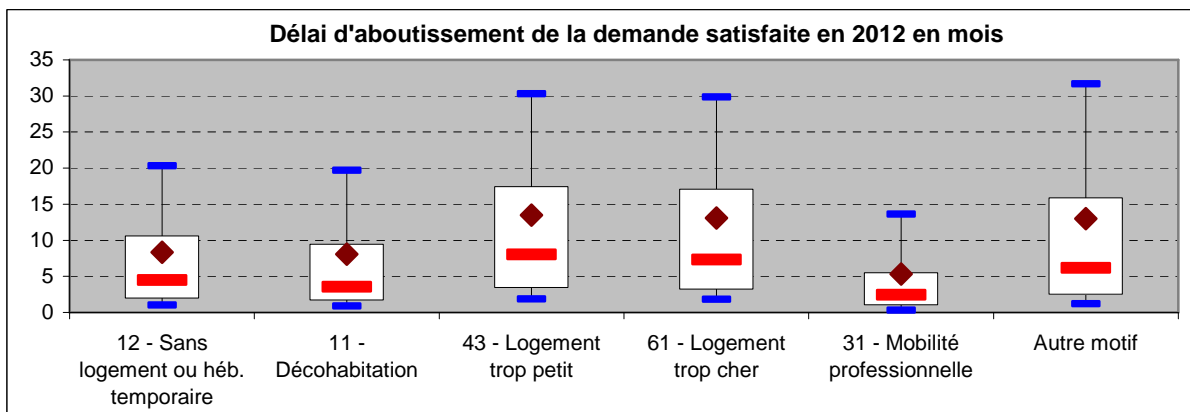 Délai d'aboutissement de la demande satisfaite en 2012 en mois
35
30
25
20
15
10
5
0
12 - Sans
logement ou héb.
temporaire
11 -
Décohabitation
43 - Logement
trop petit
61 - Logement
trop cher
31 - Mobilité
professionnelle
Autre motif